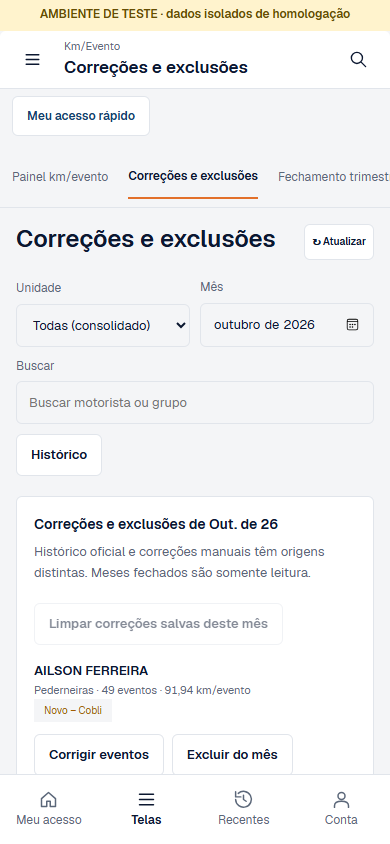 AMBIENTE DE TESTE · dados isolados de homologação
Km/Evento
Correções e exclusões
Meu acesso rápido
Painel km/evento
Correções e exclusões
Fechamento trimest
Correções e exclusões
↻ Atualizar
Unidade
Mês
Todas (consolidado)
outubro de 2026
Buscar
Buscar motorista ou grupo
Histórico
Correções e exclusões de Out. de 26
Histórico oficial e correções manuais têm origens
distintas. Meses fechados são somente leitura.
Limpar correções salvas deste mês
AILSON FERREIRA
Pederneiras · 49 eventos · 91,94 km/evento
Novo – Cobli
Corrigir eventos
Excluir do mês
Meu acesso
Telas
Recentes
Conta